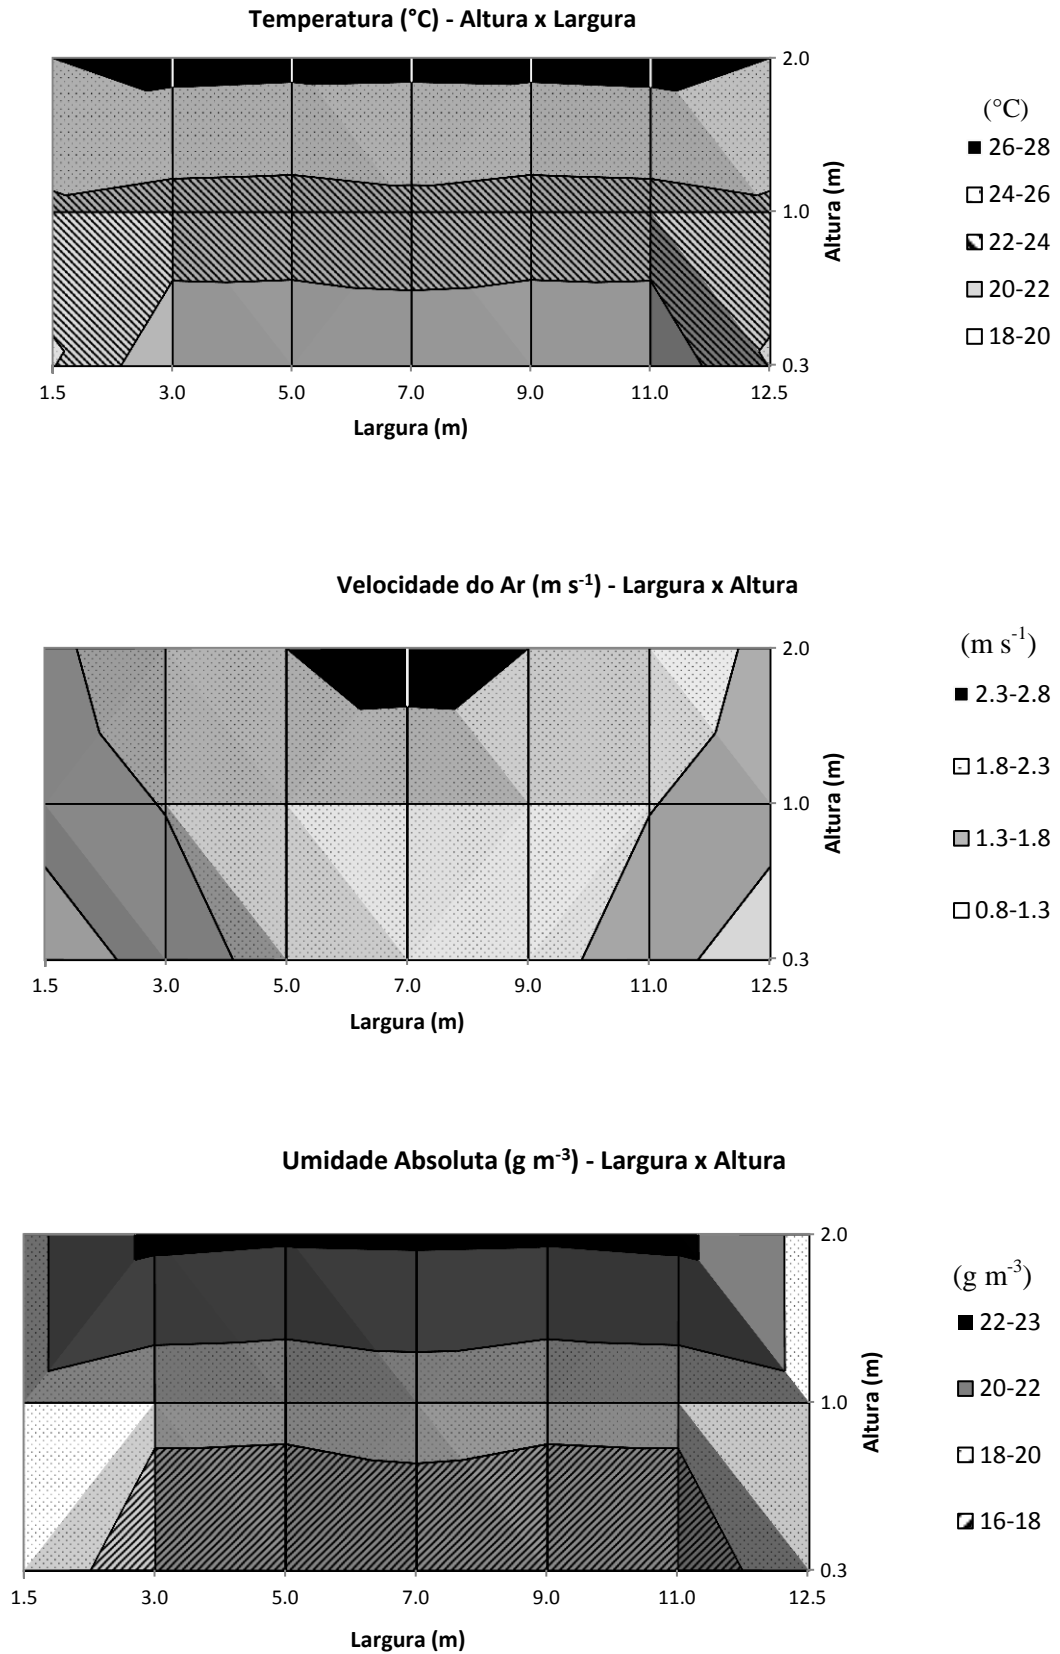 Temperatura (°C) - Altura x Largura
2.0
1.0
0.3
Altura (m)
1.5 3.0 5.0 7.0 9.0 11.0 12.5
Largura (m)
(°C)
26-28
24-26
22-24
20-22
18-20
Velocidade do Ar (m s⁻¹) - Largura x Altura
2.0
1.0
0.3
Altura (m)
1.5 3.0 5.0 7.0 9.0 11.0 12.5
Largura (m)
(m s⁻¹)
2.3-2.8
1.8-2.3
1.3-1.8
0.8-1.3
Umidade Absoluta (g m⁻³) - Largura x Altura
2.0
1.0
0.3
Altura (m)
1.5 3.0 5.0 7.0 9.0 11.0 12.5
Largura (m)
(g m⁻³)
22-23
20-22
18-20
16-18